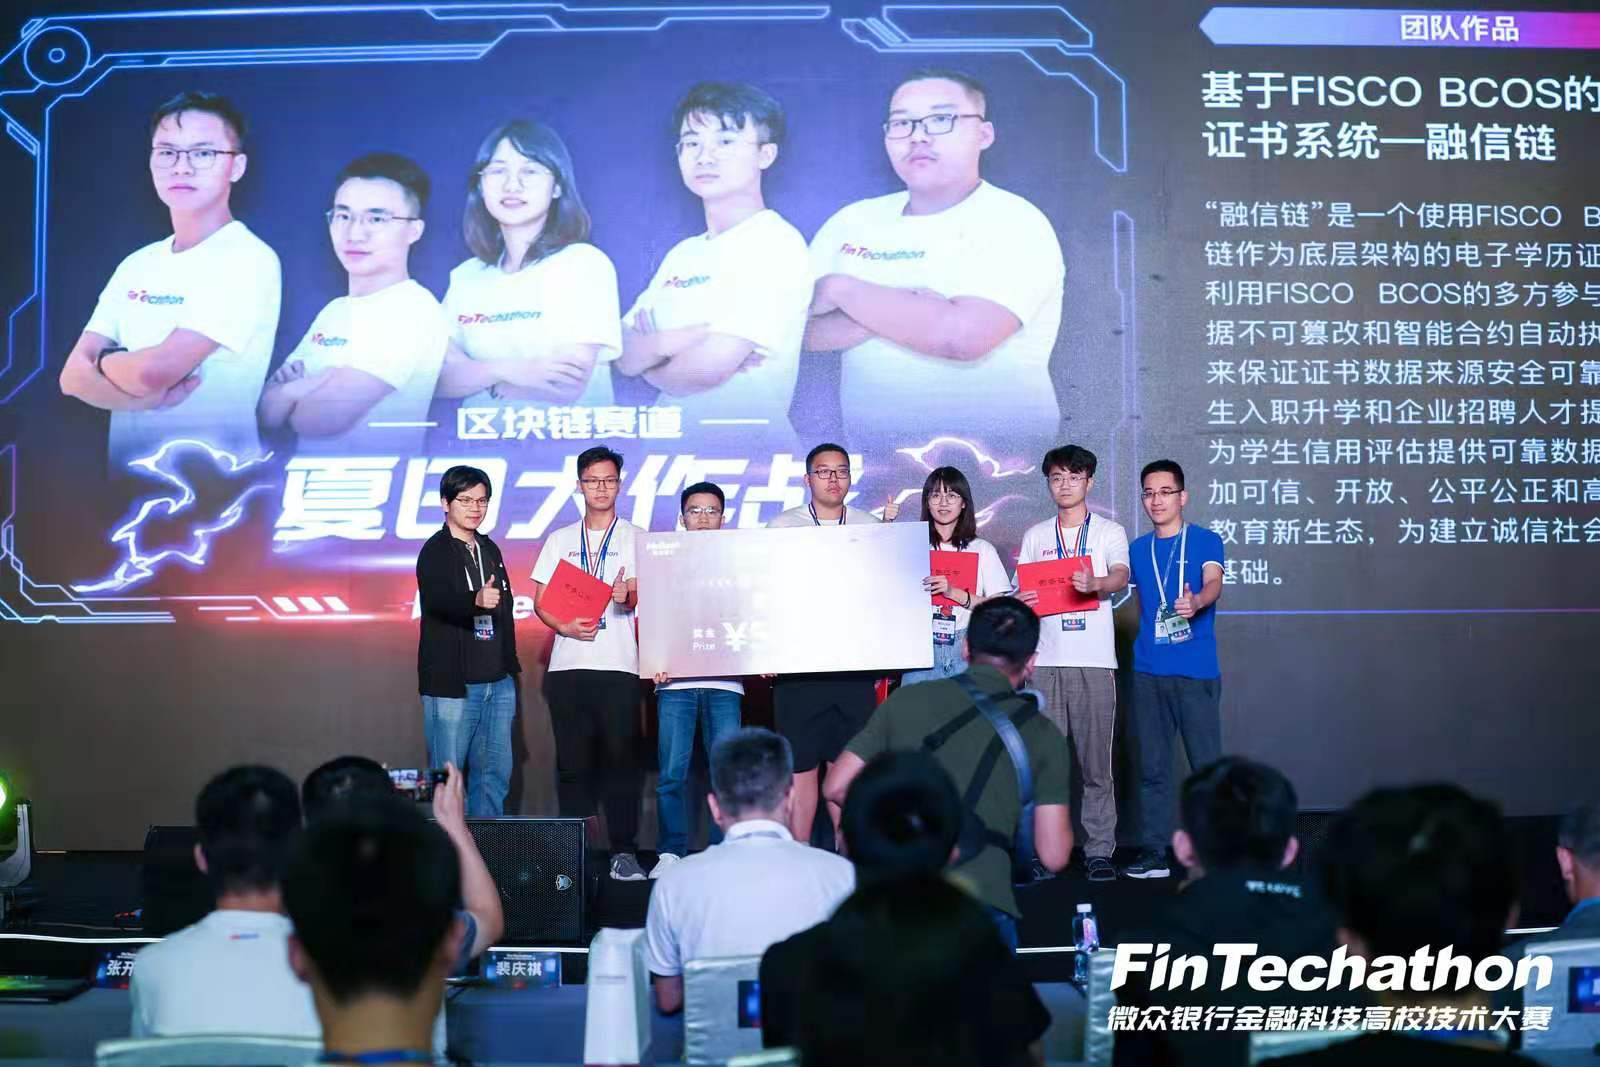 团队作品
基于FISCO BCOS的
证书系统—融信链
“融信链”是一个使用FISCO B
链作为底层架构的电子学历证
利用FISCO BCOS的多方参与
据不可篡改和智能合约自动执
来保证证书数据来源安全可靠
生入职升学和企业招聘人才提
为学生信用评估提供可靠数据
加可信、开放、公平公正和高
教育新生态，为建立诚信社会
基础。
FinTechathon
FinTechathon
FinTechathon
区块链赛道
夏日大作战
FinTechathon
FinTechathon
奖金
Prize
¥5
张开
裴庆祺
FinTechathon
微众银行金融科技高校技术大赛